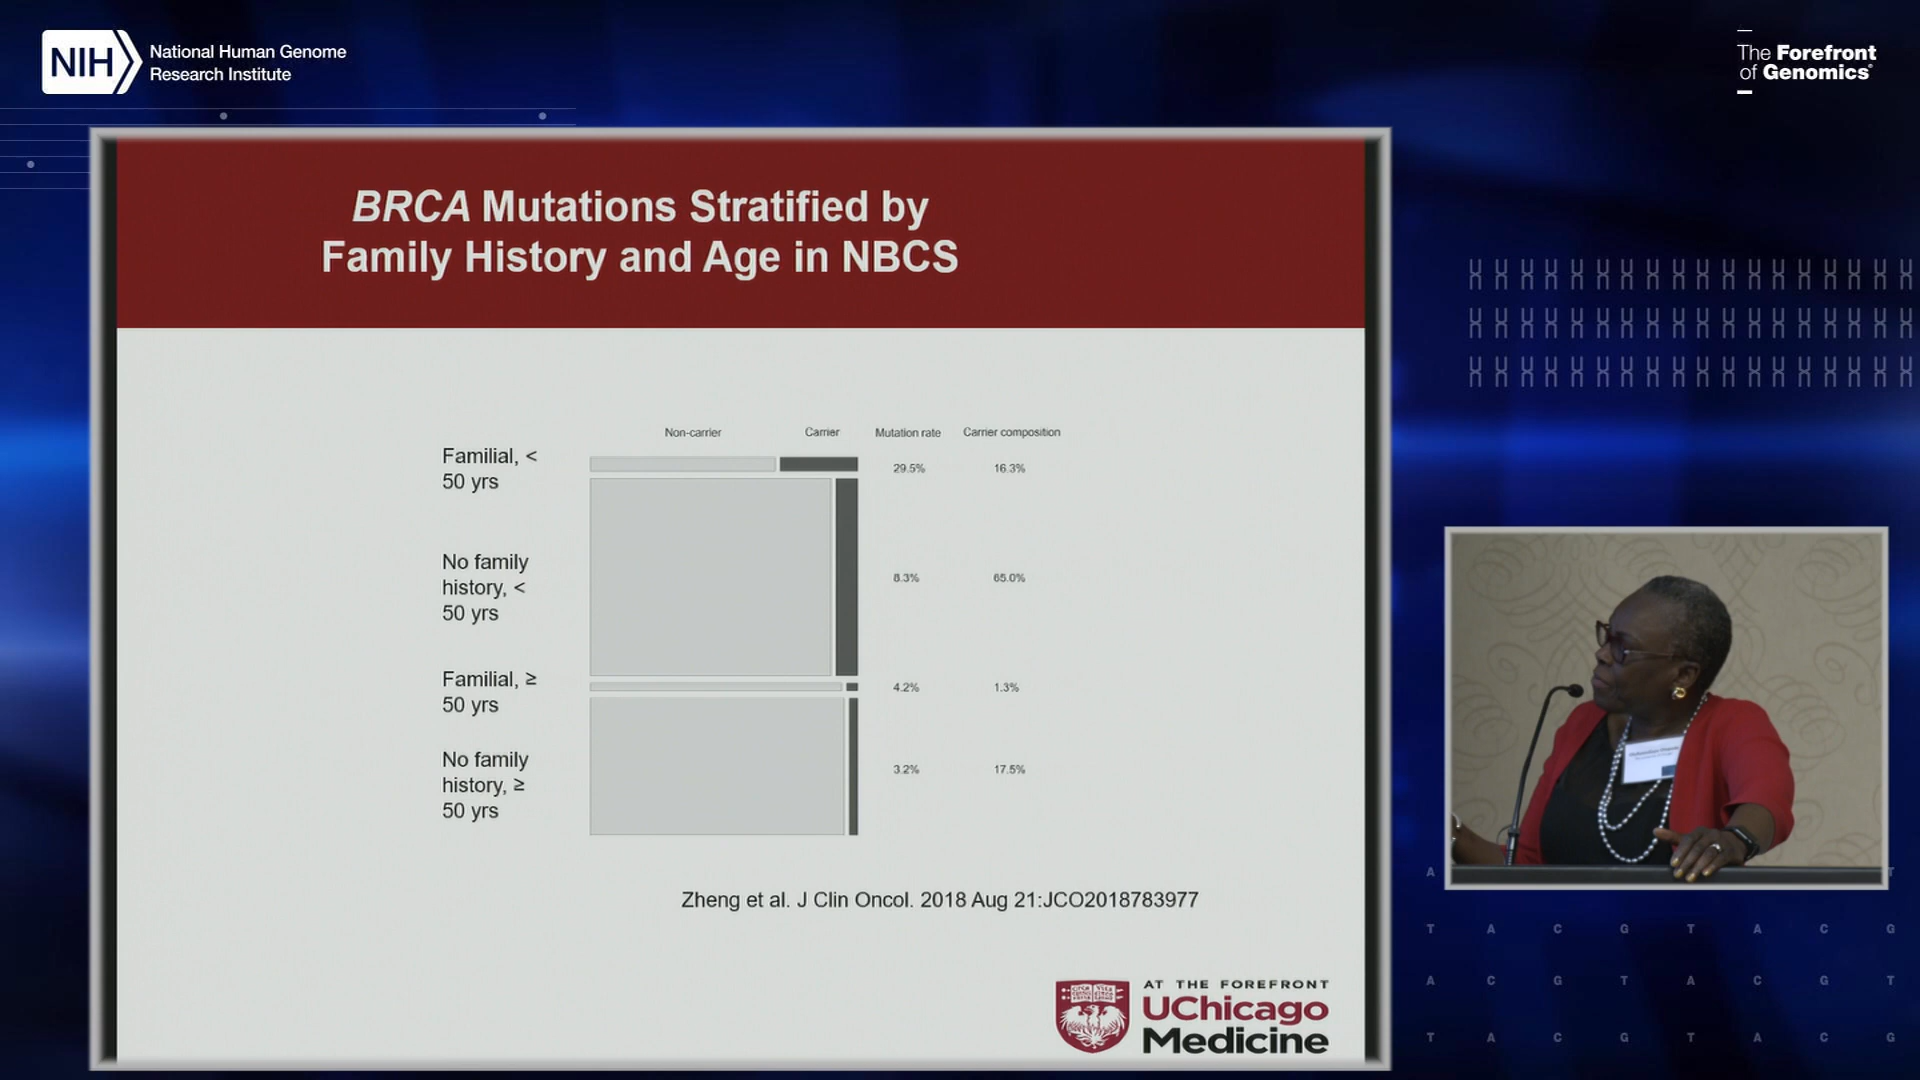 NIH
National Human Genome
Research Institute
The Forefront
of Genomics®
BRCA Mutations Stratified by
Family History and Age in NBCS
Non-carrier Carrier Mutation rate Carrier composition
Familial, <
50 yrs
29.5% 16.3%
No family
history, <
50 yrs
8.3% 65.0%
Familial, ≥
50 yrs
4.2% 1.3%
No family
history, ≥
50 yrs
3.2% 17.5%
Zheng et al. J Clin Oncol. 2018 Aug 21:JCO2018783977
AT THE FOREFRONT
UChicago
Medicine
A T
T A C G T A C G
A C G T A C G T
T A C G T A C G